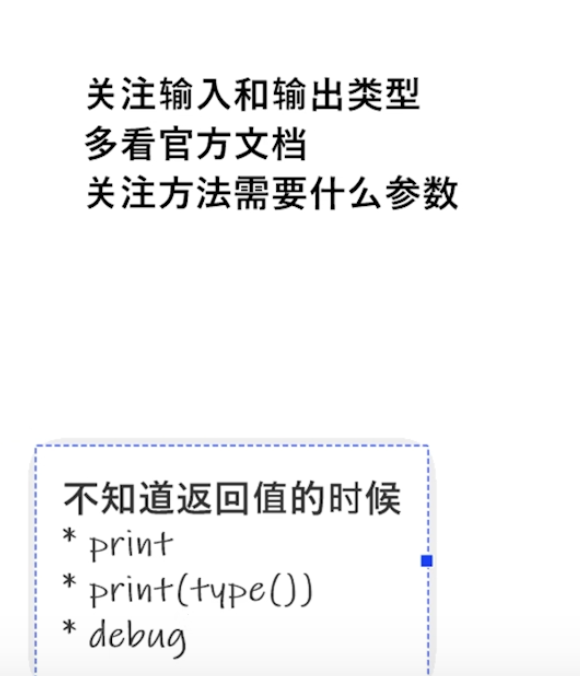 关注输入和输出类型
多看官方文档
关注方法需要什么参数
不知道返回值的时候
* print
* print(type())
* debug